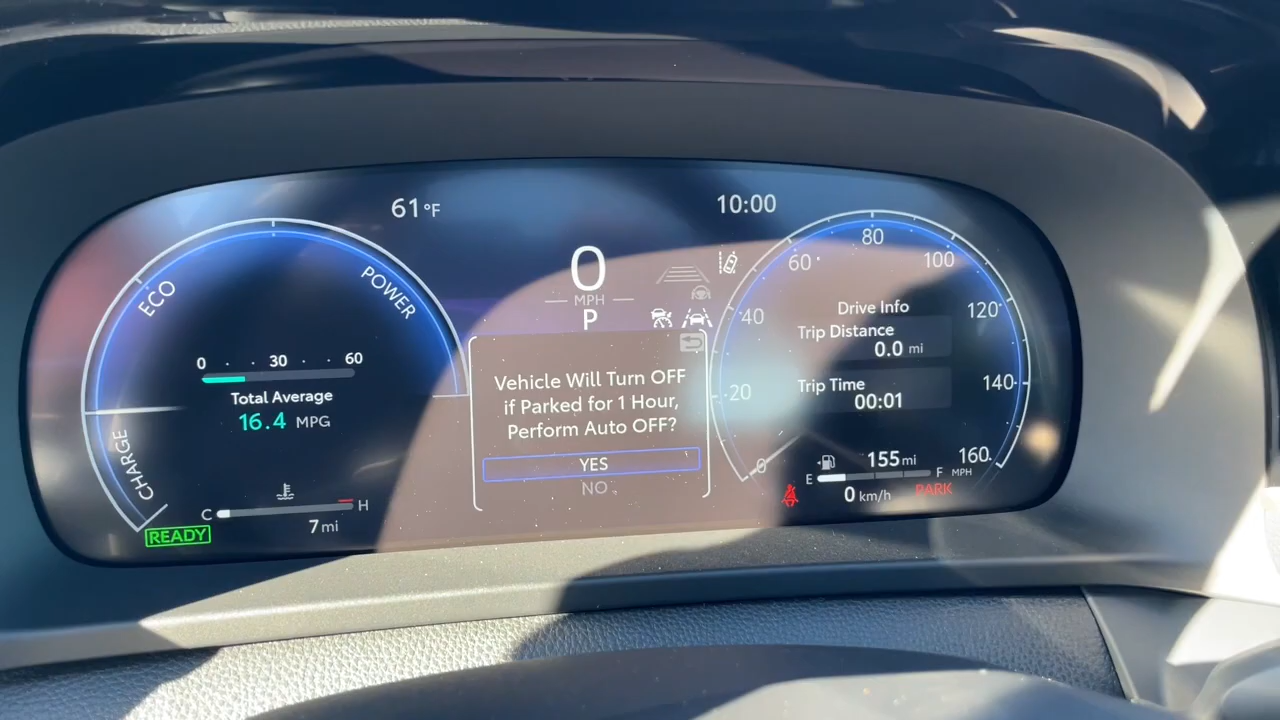 61°F
10:00
ECO
POWER
CHARGE
0 30 60
Total Average
16.4 MPG
C H
7 mi
READY
0
MPH
P
Vehicle Will Turn OFF
if Parked for 1 Hour,
Perform Auto OFF?
YES
NO
0
20
40
60
80
100
120
140
160
MPH
Drive Info
Trip Distance
0.0 mi
Trip Time
00:01
155 mi
E F
0 km/h
PARK